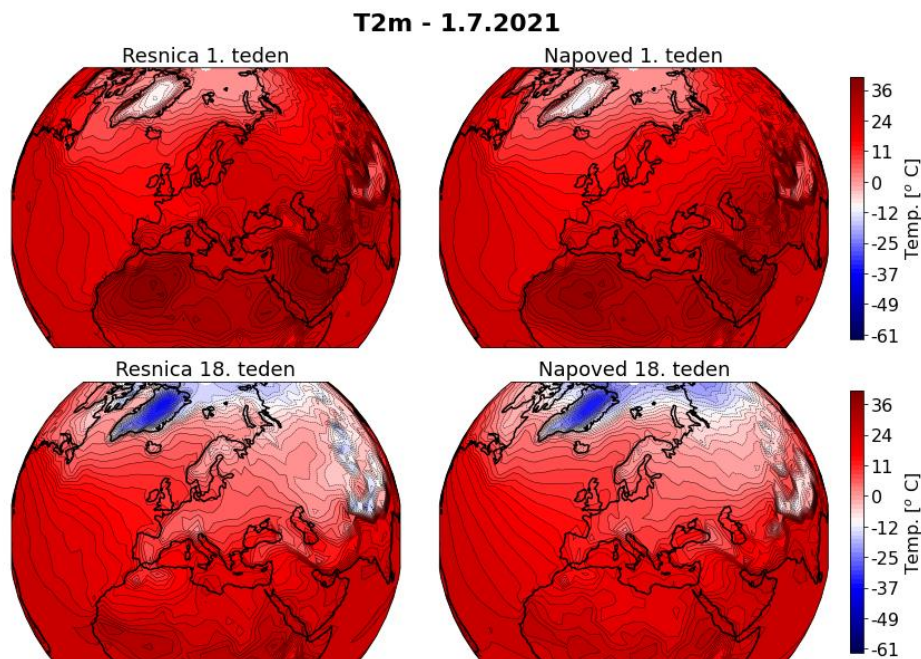 T2m - 1.7.2021
Resnica 1. teden
Napoved 1. teden
36
24
11
0
-12
-25
-37
-49
-61
Temp. [° C]
Resnica 18. teden
Napoved 18. teden
36
24
11
0
-12
-25
-37
-49
-61
Temp. [° C]